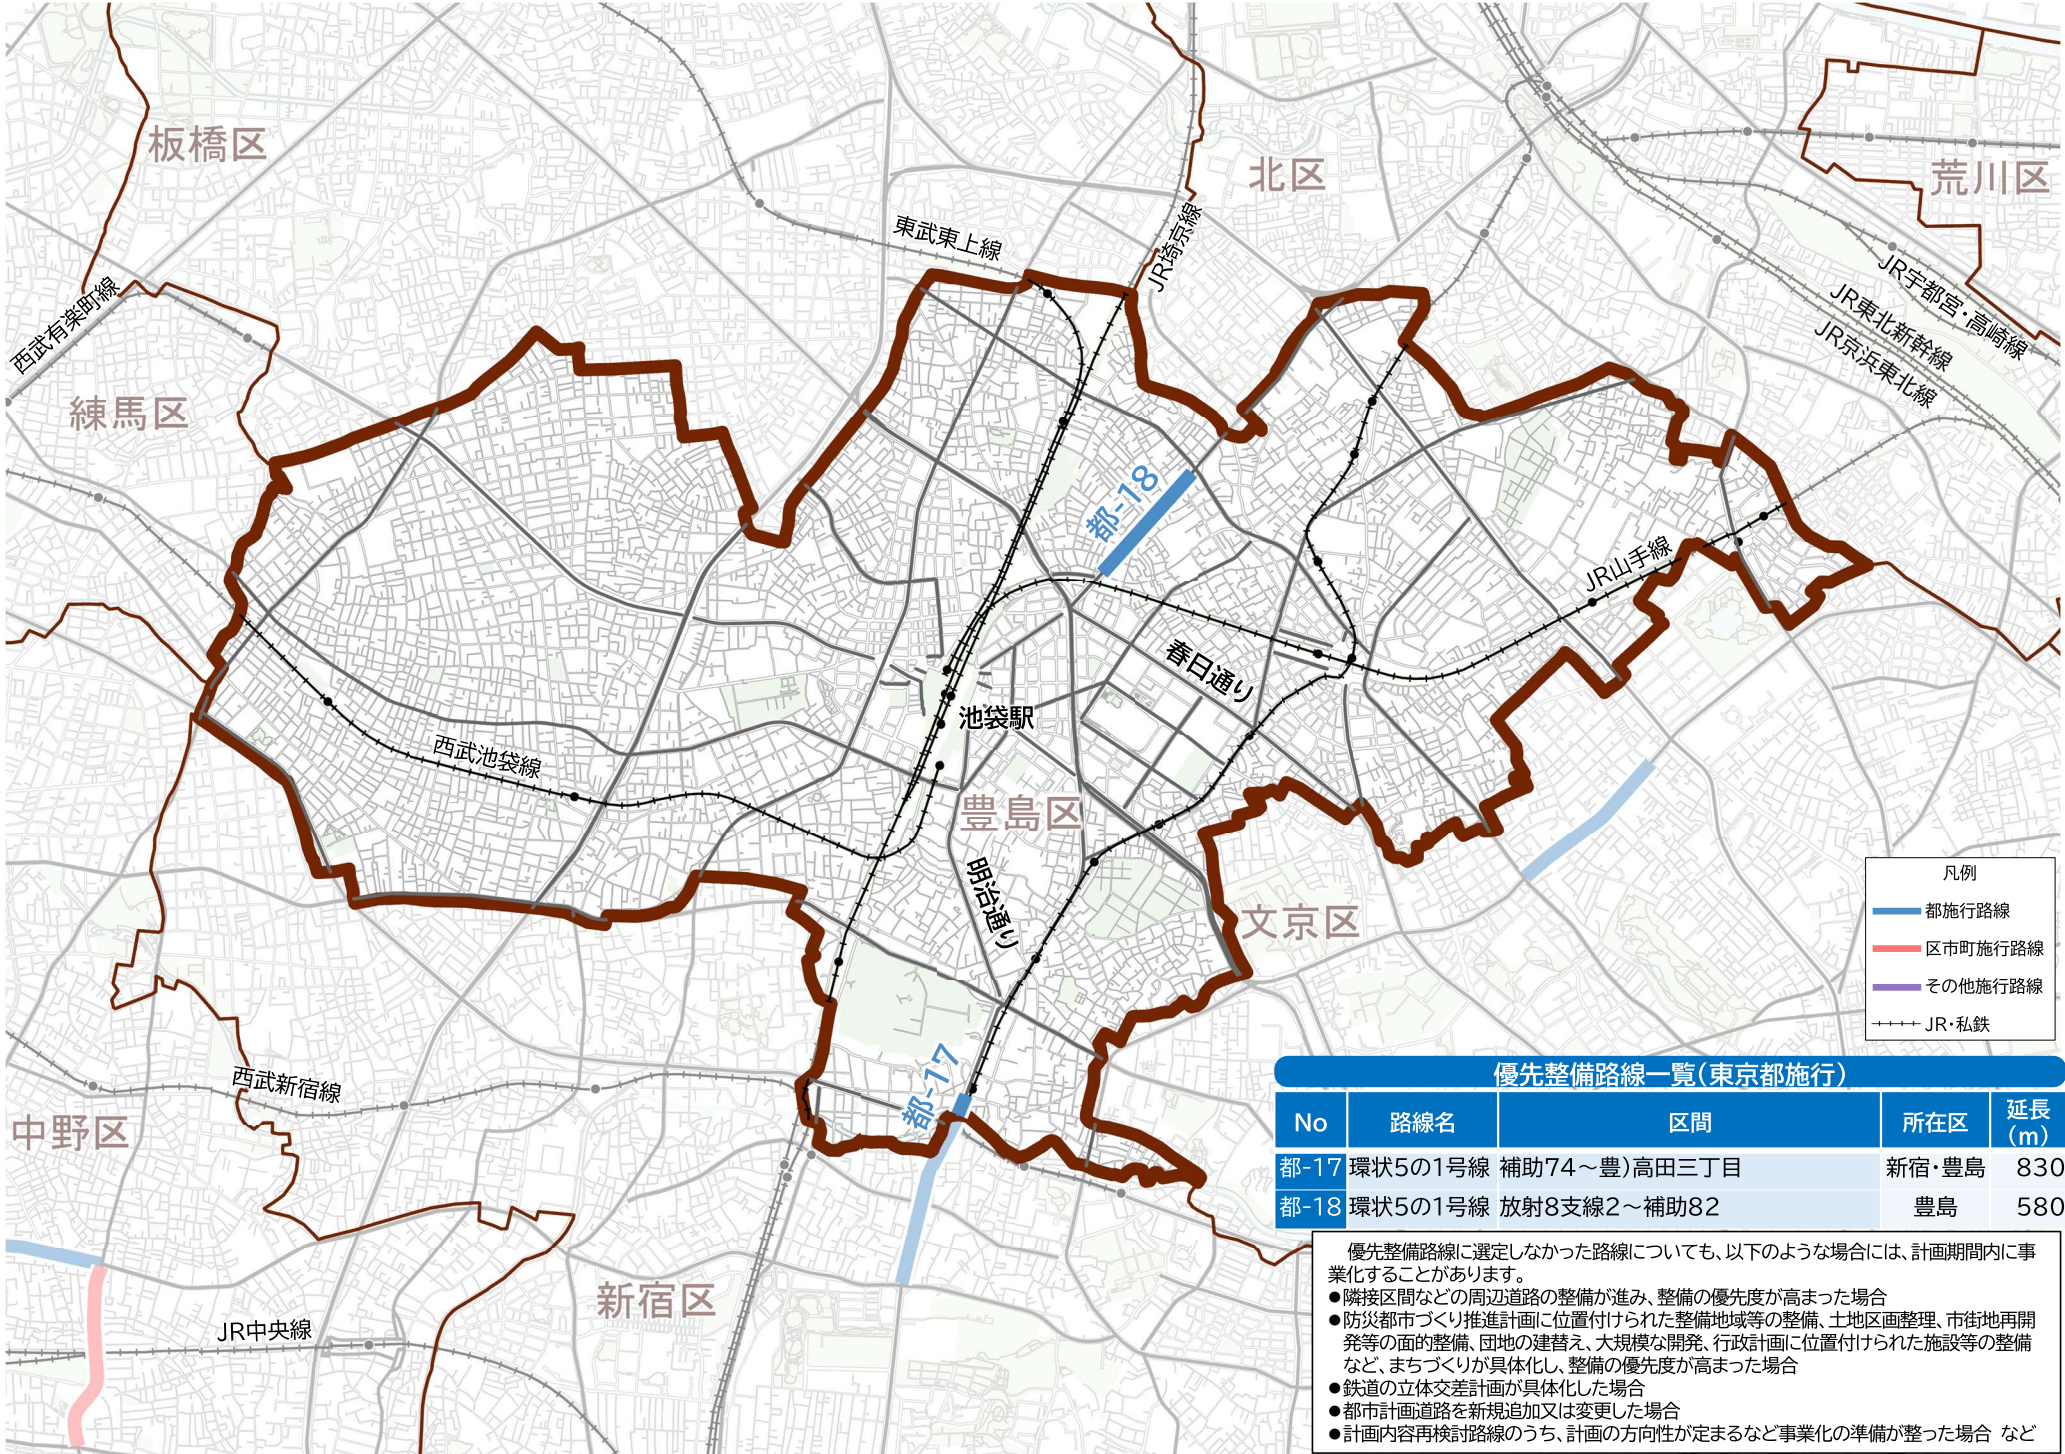 板橋区
北区
荒川区
東武東上線
JR埼京線
西武有楽町線
JR宇都宮・高崎線
JR東北新幹線
JR京浜東北線
練馬区
都-18
JR山手線
春日通り
池袋駅
西武池袋線
豊島区
明治通り
文京区
凡例
都施行路線
区市町施行路線
その他施行路線
JR・私鉄
都-17
西武新宿線
中野区
新宿区
JR中央線
優先整備路線一覧(東京都施行)
No 路線名 区間 所在区 延長(m)
都-17 環状5の1号線 補助74~豊)高田三丁目 新宿・豊島 830
都-18 環状5の1号線 放射8支線2~補助82 豊島 580
優先整備路線に選定しなかった路線についても、以下のような場合には、計画期間内に事
業化することがあります。
●隣接区間などの周辺道路の整備が進み、整備の優先度が高まった場合
●防災都市づくり推進計画に位置付けられた整備地域等の整備、土地区画整理、市街地再開
発等の面的整備、団地の建替え、大規模な開発、行政計画に位置付けられた施設等の整備
など、まちづくりが具体化し、整備の優先度が高まった場合
●鉄道の立体交差計画が具体化した場合
●都市計画道路を新規追加又は変更した場合
●計画内容再検討路線のうち、計画の方向性が定まるなど事業化の準備が整った場合 など